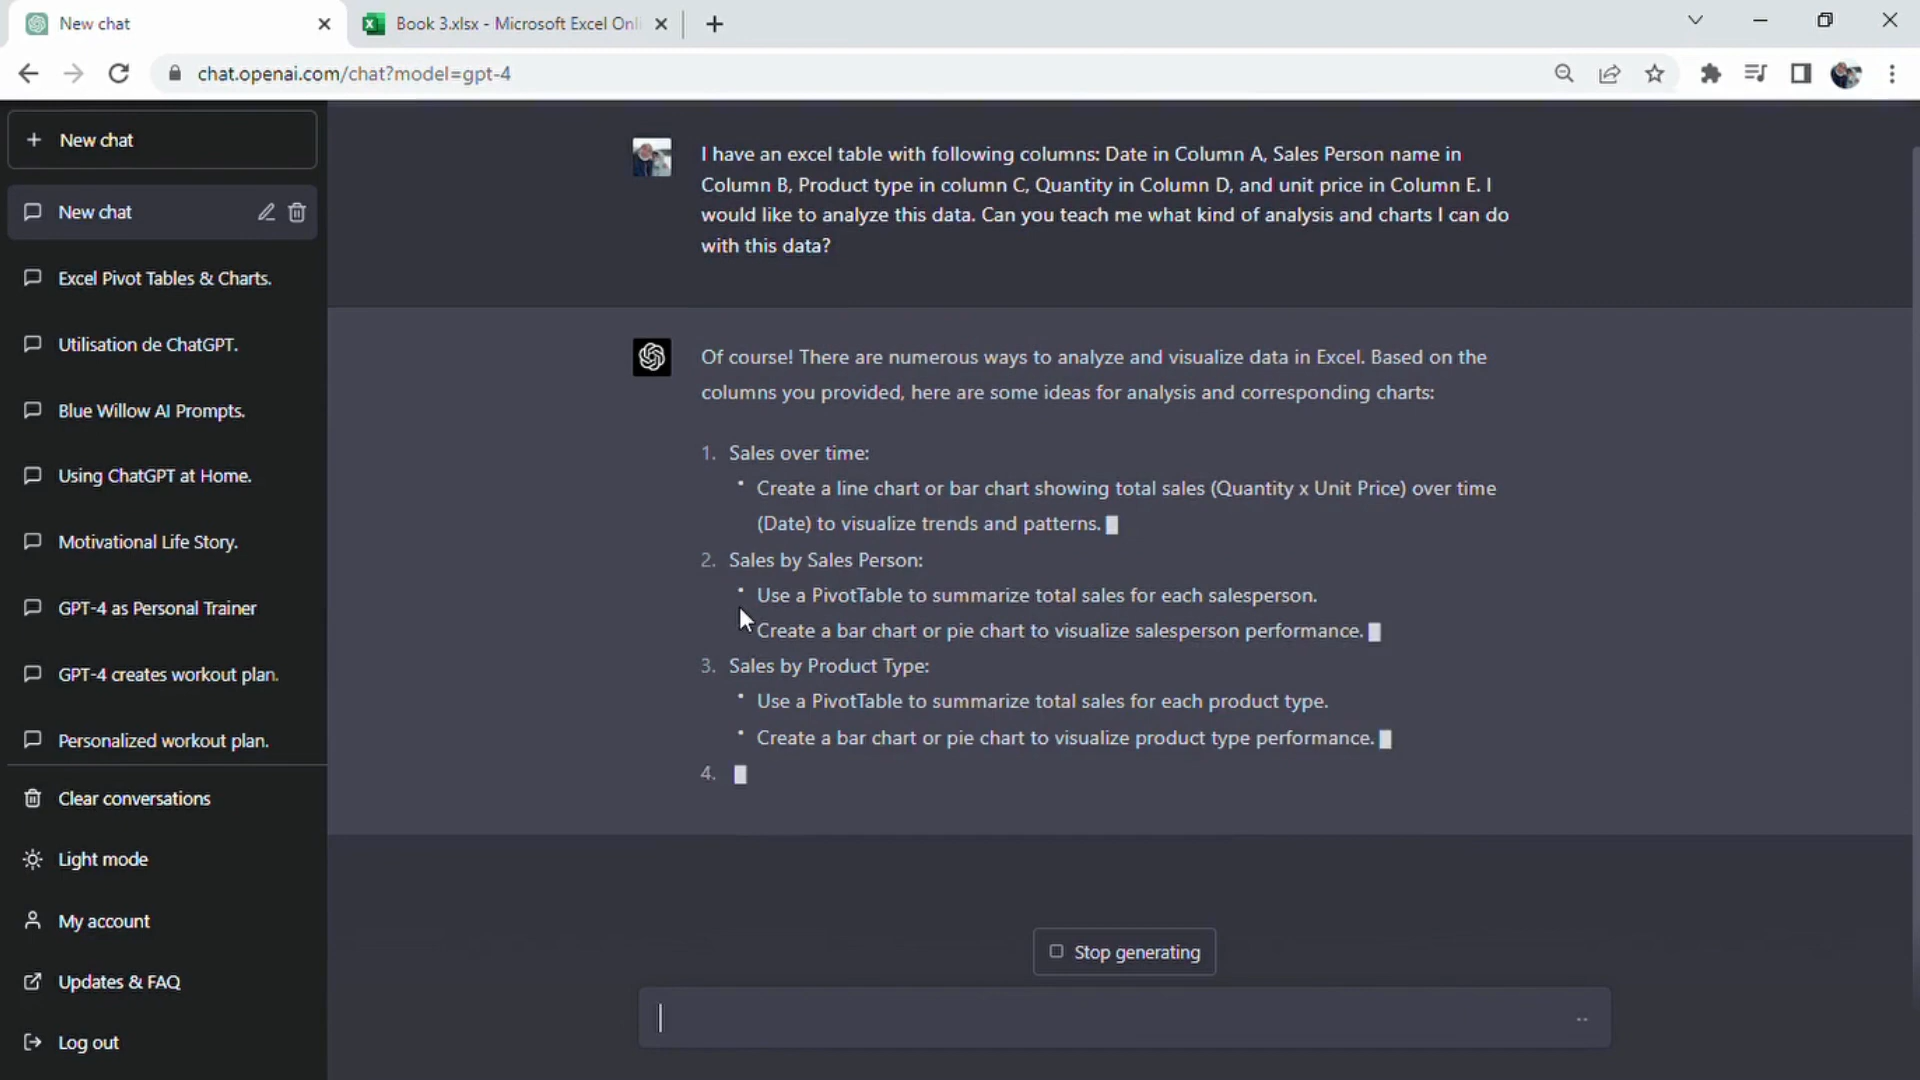 New chat
Book 3.xlsx - Microsoft Excel Onli
chat.openai.com/chat?model=gpt-4
New chat
New chat
Excel Pivot Tables & Charts.
Utilisation de ChatGPT.
Blue Willow AI Prompts.
Using ChatGPT at Home.
Motivational Life Story.
GPT-4 as Personal Trainer
GPT-4 creates workout plan.
Personalized workout plan.
Clear conversations
Light mode
My account
Updates & FAQ
Log out
I have an excel table with following columns: Date in Column A, Sales Person name in
Column B, Product type in column C, Quantity in Column D, and unit price in Column E. I
would like to analyze this data. Can you teach me what kind of analysis and charts I can do
with this data?
Of course! There are numerous ways to analyze and visualize data in Excel. Based on the
columns you provided, here are some ideas for analysis and corresponding charts:
1. Sales over time:
• Create a line chart or bar chart showing total sales (Quantity x Unit Price) over time
(Date) to visualize trends and patterns.
2. Sales by Sales Person:
• Use a PivotTable to summarize total sales for each salesperson.
Create a bar chart or pie chart to visualize salesperson performance.
3. Sales by Product Type:
• Use a PivotTable to summarize total sales for each product type.
• Create a bar chart or pie chart to visualize product type performance.
4.
Stop generating